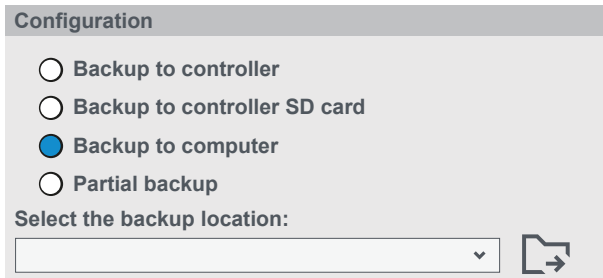 Configuration
Backup to controller
Backup to controller SD card
Backup to computer
Partial backup
Select the backup location: